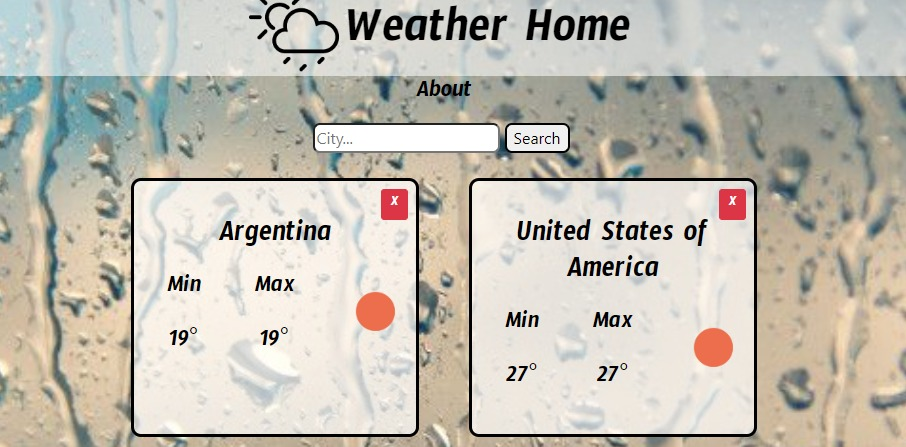 Weather Home
About
City...
Search
x
Argentina
Min Max
19° 19°
x
United States of
America
Min Max
27° 27°